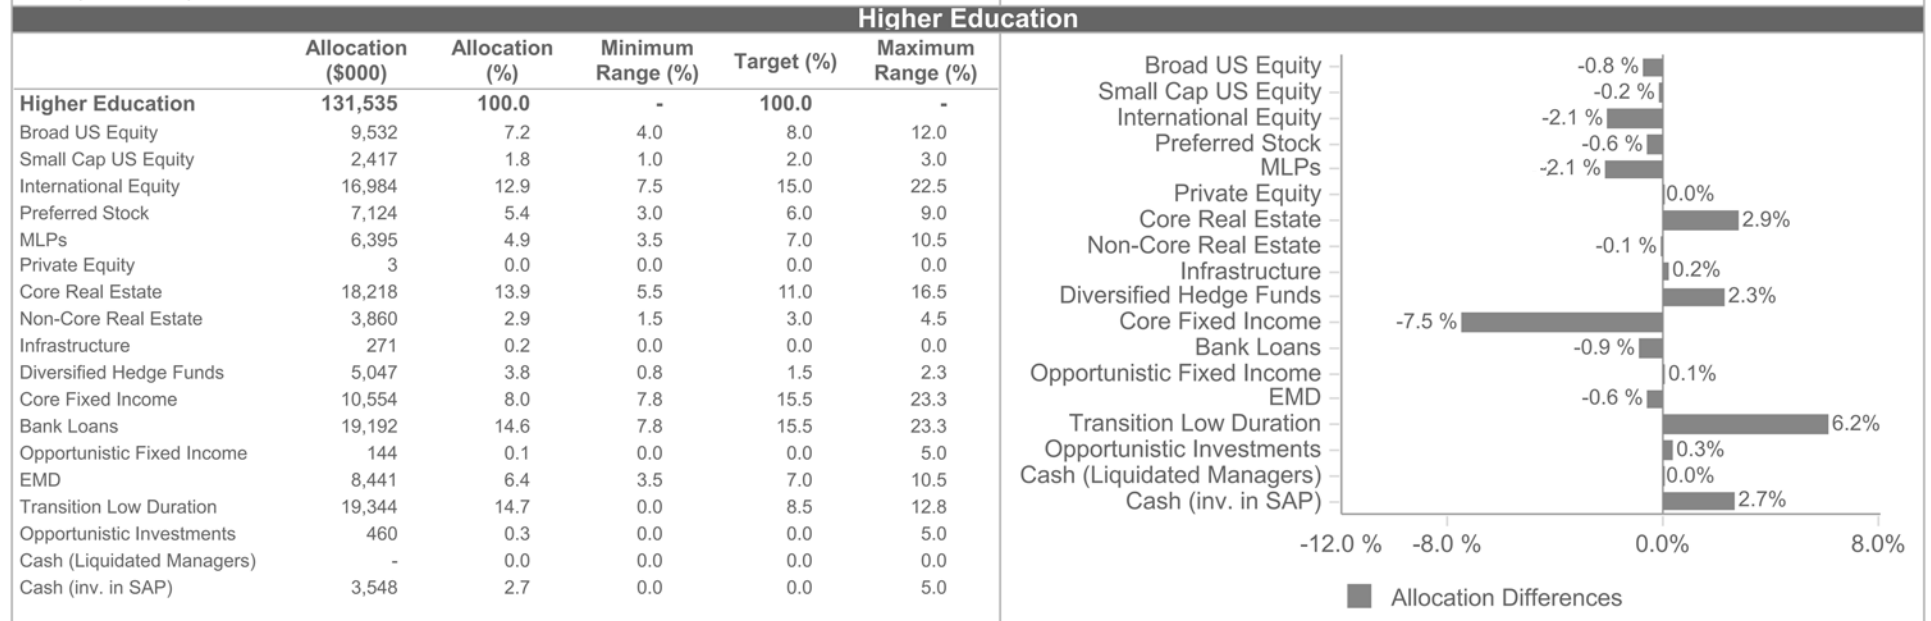 Higher Education
Allocation ($000) Allocation (%) Minimum Range (%) Target (%) Maximum Range (%)
Higher Education 131,535 100.0 - 100.0 -
Broad US Equity 9,532 7.2 4.0 8.0 12.0
Small Cap US Equity 2,417 1.8 1.0 2.0 3.0
International Equity 16,984 12.9 7.5 15.0 22.5
Preferred Stock 7,124 5.4 3.0 6.0 9.0
MLPs 6,395 4.9 3.5 7.0 10.5
Private Equity 3 0.0 0.0 0.0 0.0
Core Real Estate 18,218 13.9 5.5 11.0 16.5
Non-Core Real Estate 3,860 2.9 1.5 3.0 4.5
Infrastructure 271 0.2 0.0 0.0 0.0
Diversified Hedge Funds 5,047 3.8 0.8 1.5 2.3
Core Fixed Income 10,554 8.0 7.8 15.5 23.3
Bank Loans 19,192 14.6 7.8 15.5 23.3
Opportunistic Fixed Income 144 0.1 0.0 0.0 5.0
EMD 8,441 6.4 3.5 7.0 10.5
Transition Low Duration 19,344 14.7 0.0 8.5 12.8
Opportunistic Investments 460 0.3 0.0 0.0 5.0
Cash (Liquidated Managers) - 0.0 0.0 0.0 0.0
Cash (inv. in SAP) 3,548 2.7 0.0 0.0 5.0
Broad US Equity -0.8 %
Small Cap US Equity -0.2 %
International Equity -2.1 %
Preferred Stock -0.6 %
MLPs -2.1 %
Private Equity 0.0%
Core Real Estate 2.9%
Non-Core Real Estate -0.1 %
Infrastructure 0.2%
Diversified Hedge Funds 2.3%
Core Fixed Income -7.5 %
Bank Loans -0.9 %
Opportunistic Fixed Income 0.1%
EMD -0.6 %
Transition Low Duration 6.2%
Opportunistic Investments 0.3%
Cash (Liquidated Managers) 0.0%
Cash (inv. in SAP) 2.7%
-12.0 % -8.0 % 0.0% 8.0%
Allocation Differences